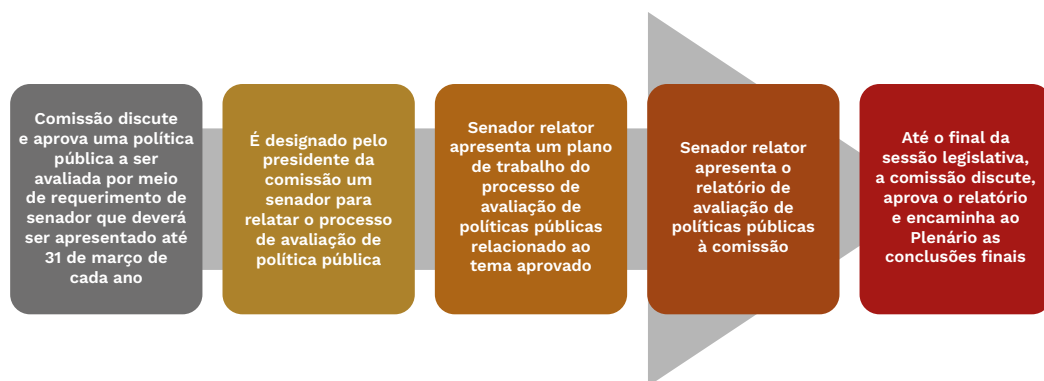 Comissão discute
e aprova uma política
pública a ser
avaliada por meio
de requerimento de
senador que deverá
ser apresentado até
31 de março de
cada ano
É designado pelo
presidente da
comissão um
senador para
relatar o processo
de avaliação de
política pública
Senador relator
apresenta um plano
de trabalho do
processo de
avaliação de
políticas públicas
relacionado ao
tema aprovado
Senador relator
apresenta o
relatório de
avaliação de
políticas públicas
à comissão
Até o final da
sessão legislativa,
a comissão discute,
aprova o relatório
e encaminha ao
Plenário as
conclusões finais